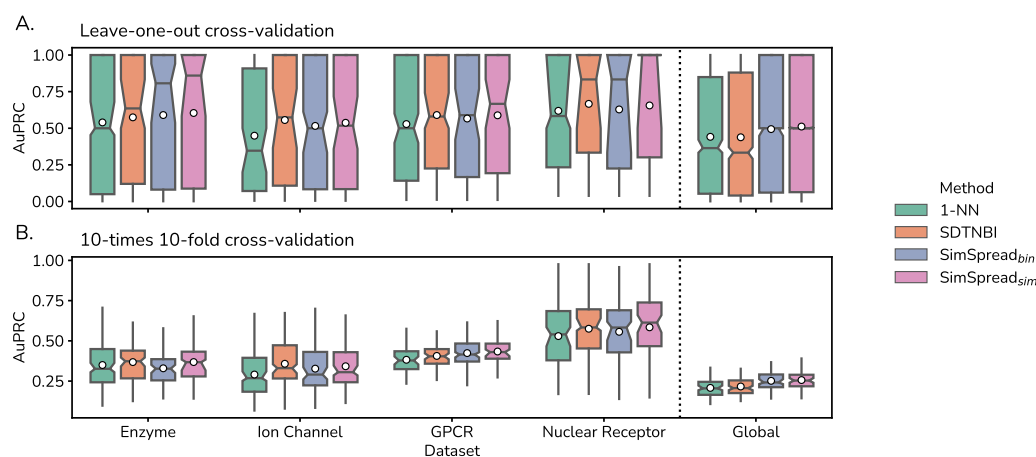 A.
Leave-one-out cross-validation
1.00
0.75
0.50
0.25
0.00
AuPRC
B.
10-times 10-fold cross-validation
1.00
0.75
0.50
0.25
AuPRC
Enzyme
Ion Channel
GPCR
Nuclear Receptor
Global
Dataset
Method
1-NN
SDTNBI
SimSpread_bin
SimSpread_sim